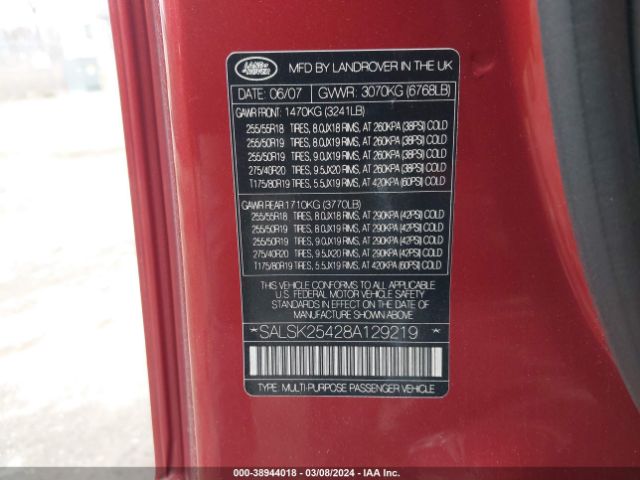 LAND ROVER
MFD BY LANDROVER IN THE UK
DATE: 06/07 GVWR: 3070KG (6768LB)
GAWR FRONT: 1470KG (3241LB)
255/55R18 TIRES, 8.0JX18 RIMS, AT 260KPA (38PSI) COLD
255/50R19 TIRES, 8.0JX19 RIMS, AT 260KPA (38PSI) COLD
255/50R19 TIRES, 9.0JX19 RIMS, AT 260KPA (38PSI) COLD
275/40R20 TIRES, 9.5JX20 RIMS, AT 260KPA (38PSI) COLD
T175/80R19 TIRES, 5.5JX19 RIMS, AT 420KPA (60PSI) COLD
GAWR REAR: 1710KG (3770LB)
255/55R18 TIRES, 8.0JX18 RIMS, AT 290KPA (42PSI) COLD
255/50R19 TIRES, 8.0JX19 RIMS, AT 290KPA (42PSI) COLD
255/50R19 TIRES, 9.0JX19 RIMS, AT 290KPA (42PSI) COLD
275/40R20 TIRES, 9.5JX20 RIMS, AT 290KPA (42PSI) COLD
T175/80R19 TIRES, 5.5JX19 RIMS, AT 420KPA (60PSI) COLD
THIS VEHICLE CONFORMS TO ALL APPLICABLE
U.S. FEDERAL MOTOR VEHICLE SAFETY
STANDARDS IN EFFECT ON THE DATE OF
MANUFACTURE SHOWN ABOVE
*SALSK25428A129219*
TYPE: MULTI-PURPOSE PASSENGER VEHICLE
000-38944018 - 03/08/2024 - IAA Inc.